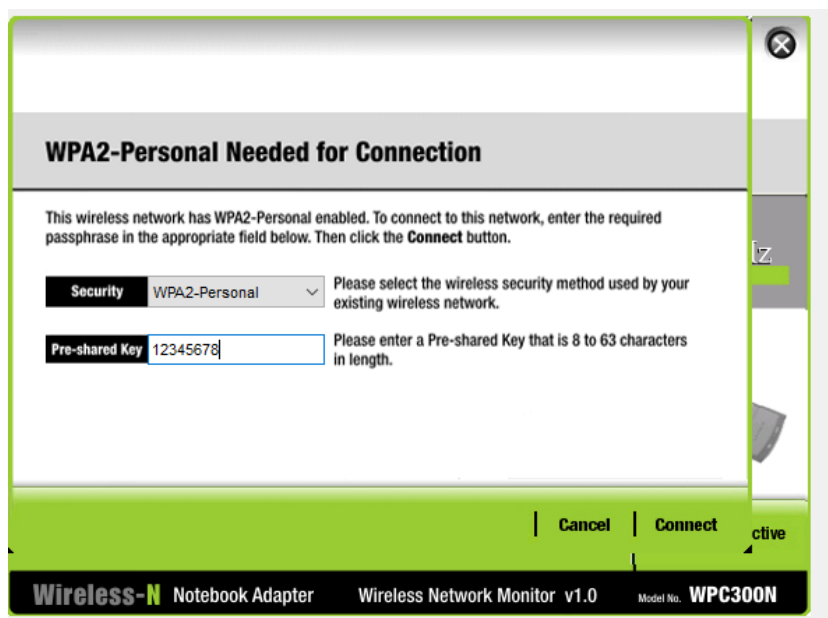 WPA2-Personal Needed for Connection
This wireless network has WPA2-Personal enabled. To connect to this network, enter the required
passphrase in the appropriate field below. Then click the Connect button.
Security WPA2-Personal Please select the wireless security method used by your
existing wireless network.
Pre-shared Key 12345678 Please enter a Pre-shared Key that is 8 to 63 characters
in length.
Cancel Connect
Wireless-N Notebook Adapter Wireless Network Monitor v1.0 Model No. WPC300N